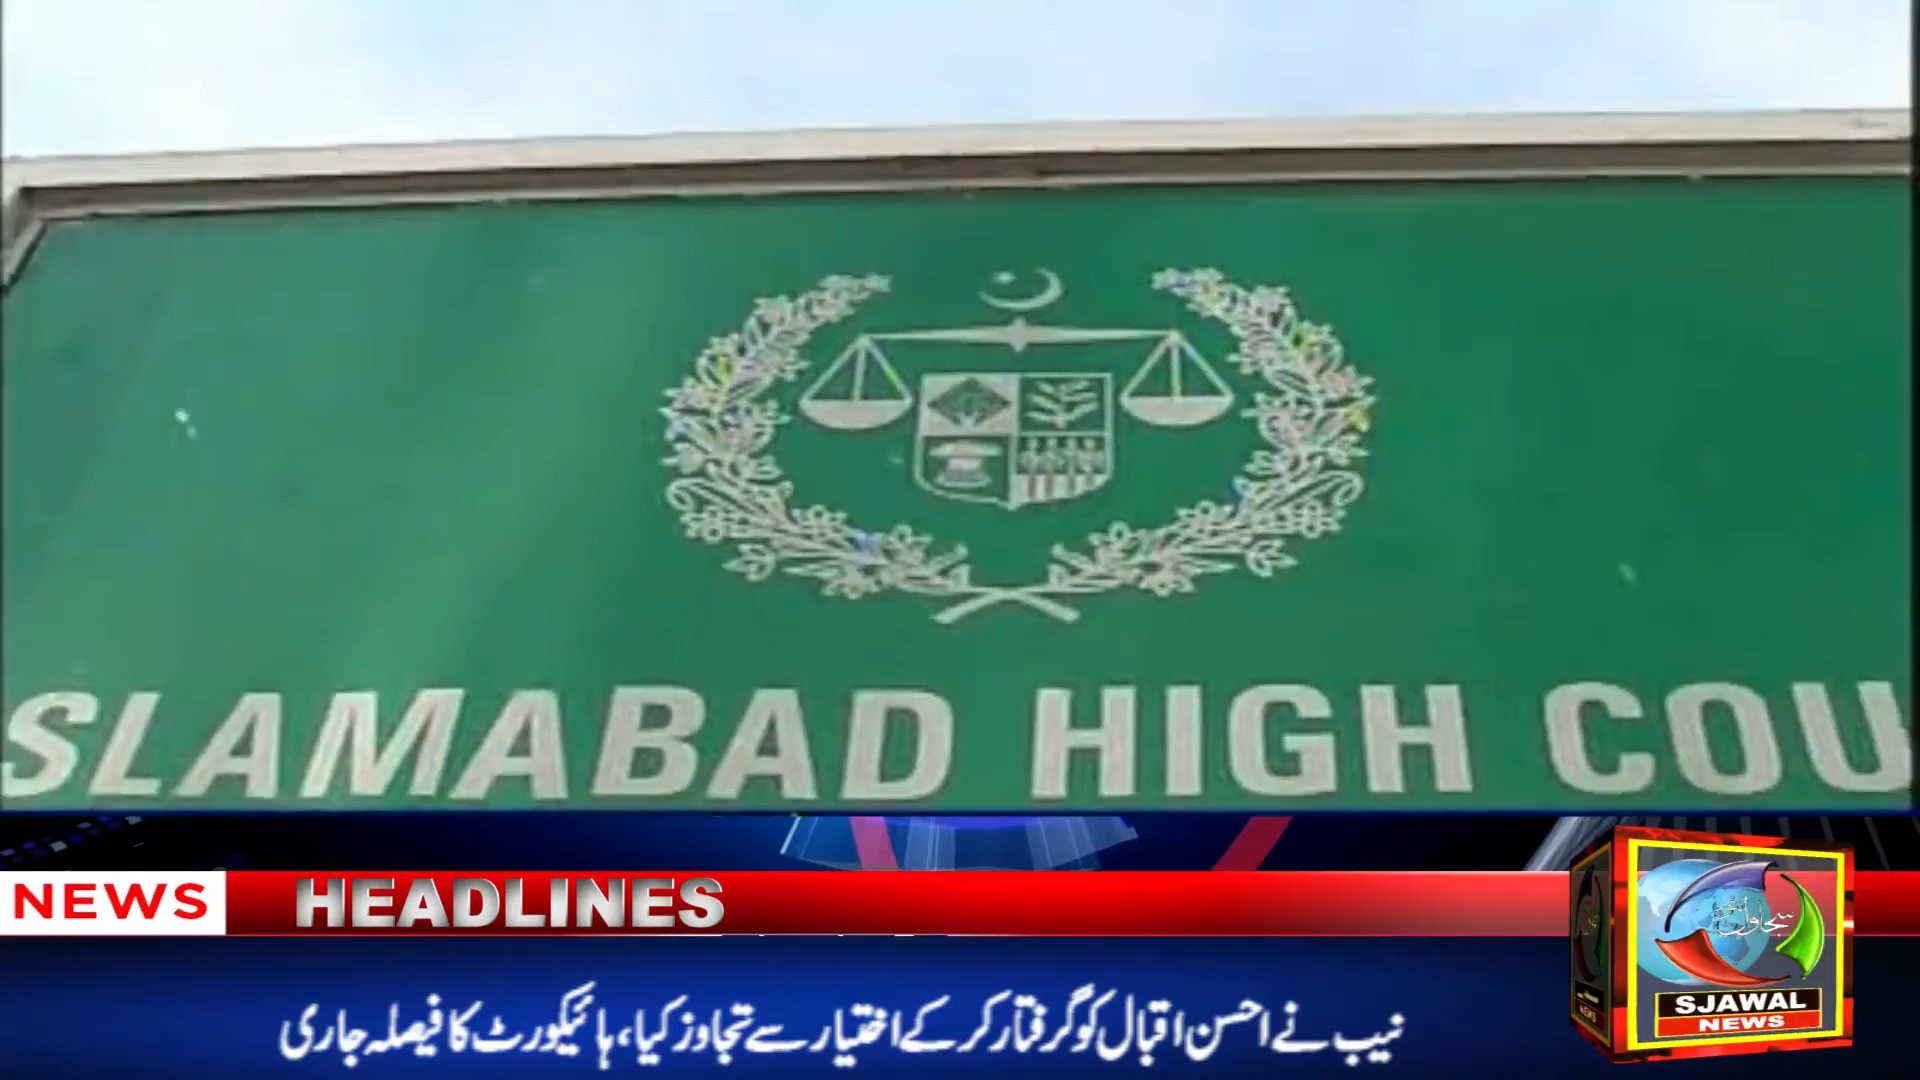 SLAMABAD HIGH COU
NEWS HEADLINES
نیب نے احسن اقبال کو گرفتار کر کے اختیار سے تجاوز کیا، ہائیکورٹ کا فیصلہ جاری
سجاول
SJAWAL
NEWS